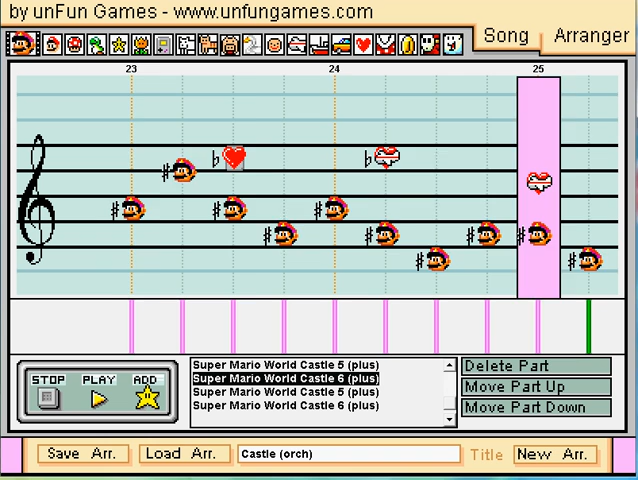 by unFun Games - www.unfungames.com
Song
Arranger
23
24
25
STOP
PLAY
ADD
Super Mario World Castle 5 (plus)
Super Mario World Castle 6 (plus)
Super Mario World Castle 5 (plus)
Super Mario World Castle 6 (plus)
Delete Part
Move Part Up
Move Part Down
Save Arr.
Load Arr.
Castle (orch)
Title
New Arr.